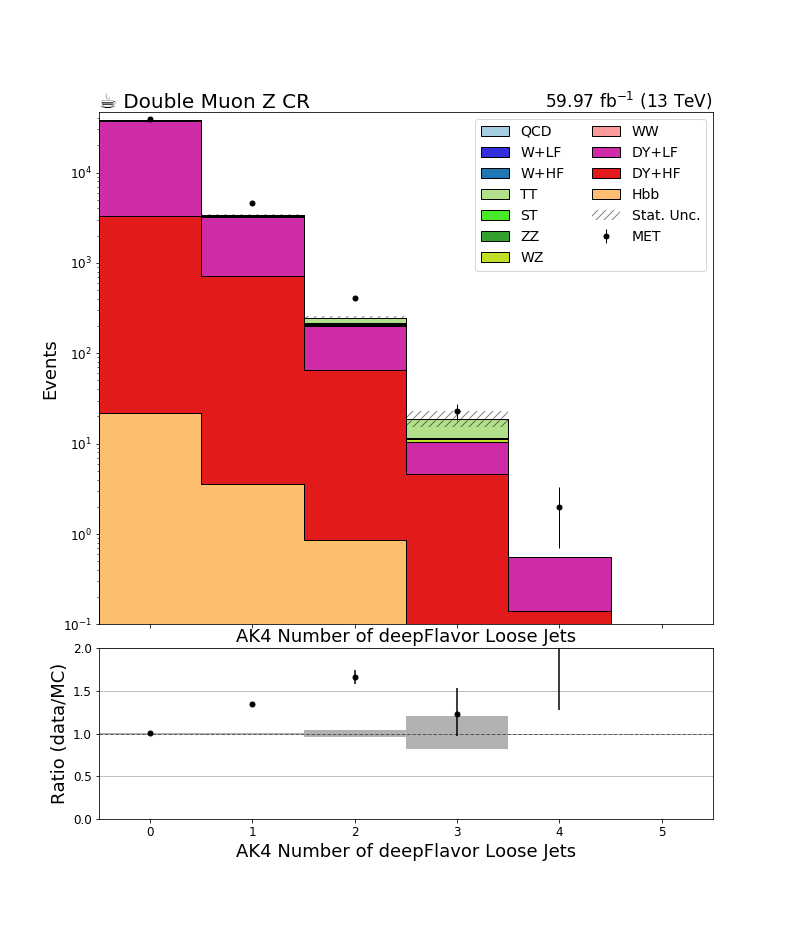 ☕ Double Muon Z CR
59.97 fb⁻¹ (13 TeV)
QCD
W+LF
W+HF
TT
ST
ZZ
WZ
WW
DY+LF
DY+HF
Hbb
Stat. Unc.
MET
Events
10⁴
10³
10²
10¹
10⁰
10⁻¹
AK4 Number of deepFlavor Loose Jets
Ratio (data/MC)
2.0
1.5
1.0
0.5
0.0
0 1 2 3 4 5
AK4 Number of deepFlavor Loose Jets